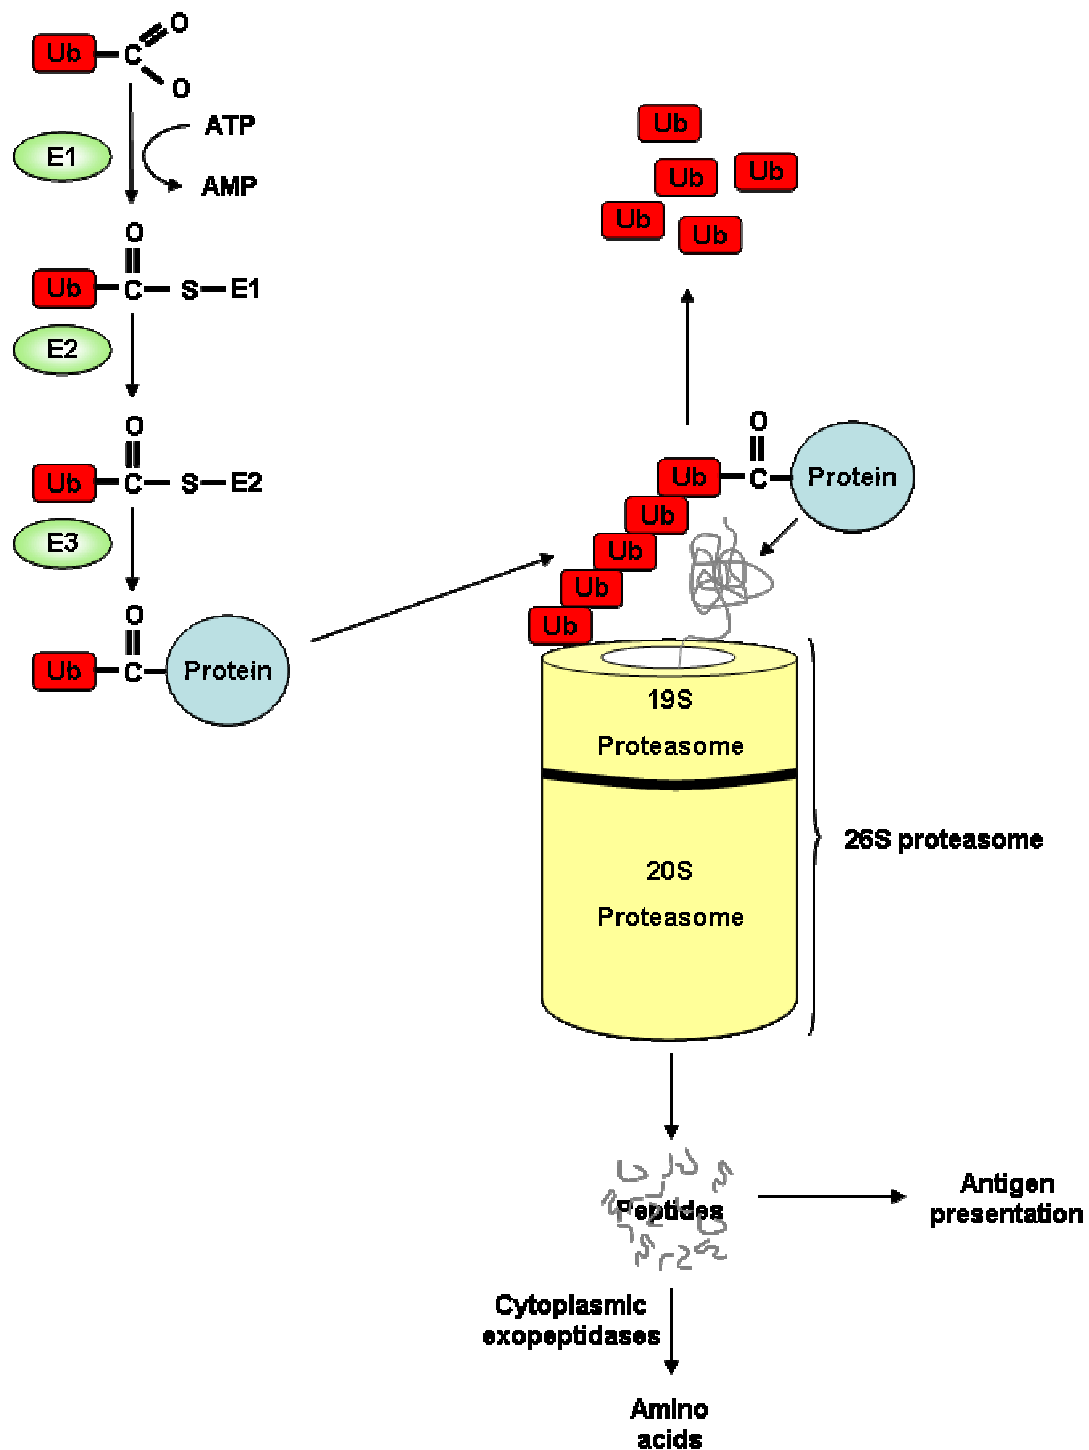 Ub
C
O
O
E1
ATP
AMP
O
Ub
C
S
E1
E2
O
Ub
C
S
E2
E3
O
Ub
C
Protein
Ub
Ub
Ub
Ub
Ub
O
Ub
C
Protein
Ub
Ub
Ub
Ub
19S
Proteasome
20S
Proteasome
26S proteasome
Peptides
Antigen
presentation
Cytoplasmic
exopeptidases
Amino
acids